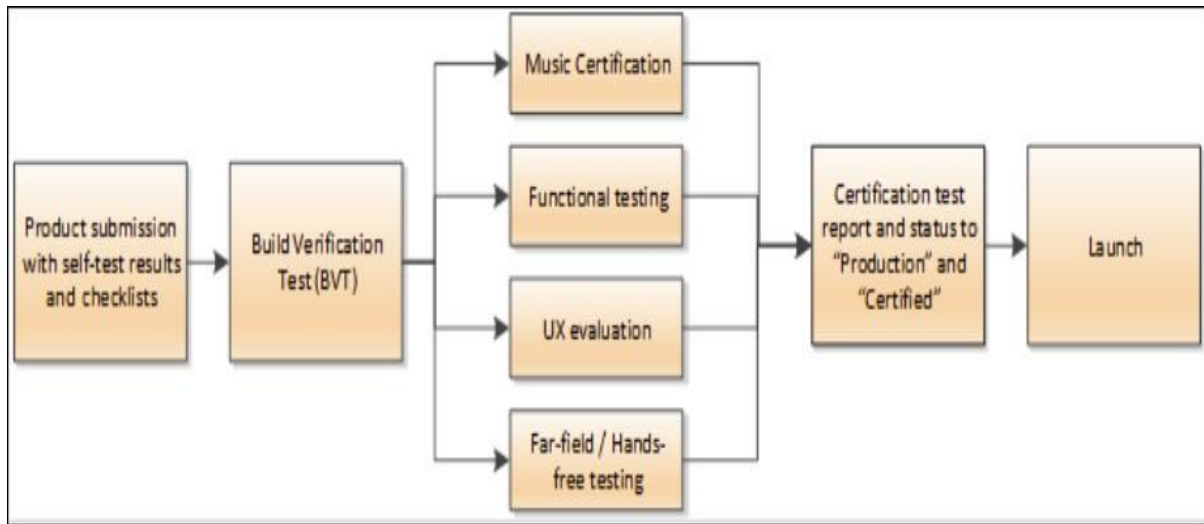 Product submission
with self-test results
and checklists
Build Verification
Test (BVT)
Music Certification
Functional testing
UX evaluation
Far-field / Hands-
free testing
Certification test
report and status to
“Production” and
“Certified”
Launch